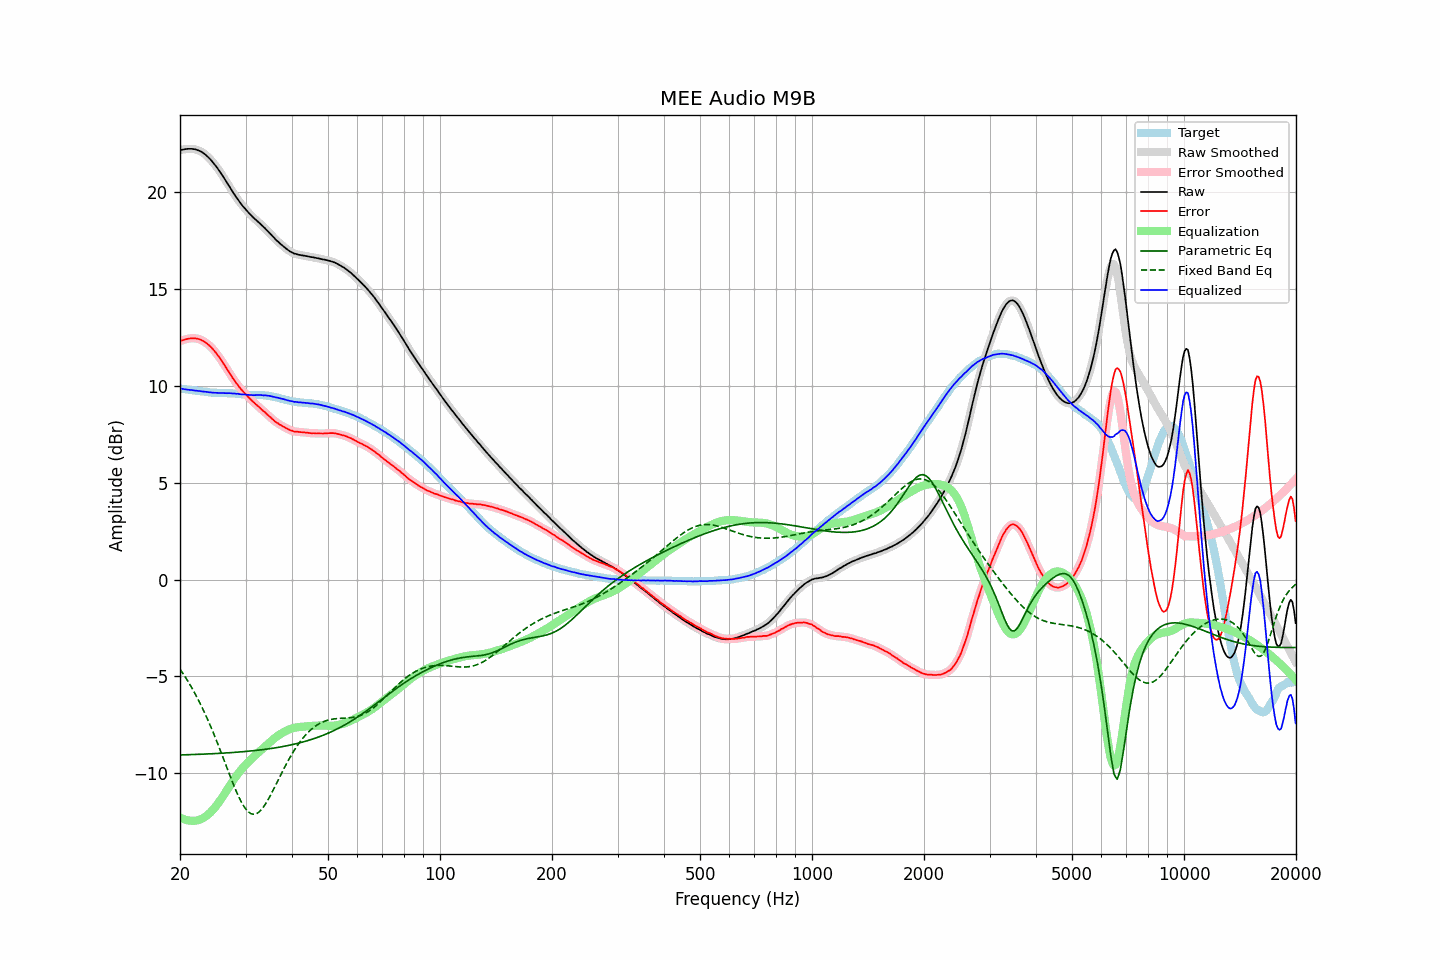 MEE Audio M9B
Target
Raw Smoothed
Error Smoothed
Raw
Error
Equalization
Parametric Eq
Fixed Band Eq
Equalized
Amplitude (dBr)
20
15
10
5
0
−5
−10
20 50 100 200 500 1000 2000 5000 10000 20000
Frequency (Hz)